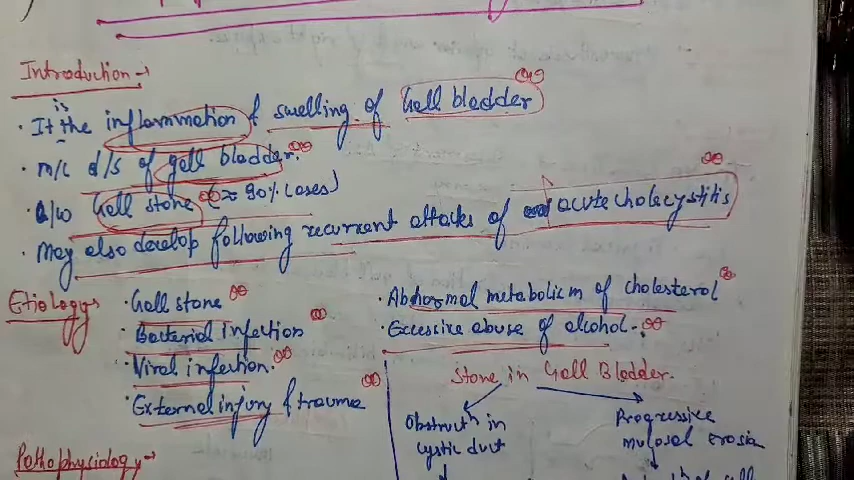 Introduction →
· It is the inflammation & swelling of Gall bladder
· m/c d/s of gall bladder.
· A/W Gall stone (≈ 90% Cases)
· May also develop following recurrent attacks of acute cholecystitis
Etiology
· Gall stone
· Bacterial infection
· Viral infection.
· External injury & trauma
· Abnormal metabolism of cholesterol
· Excessive abuse of alcohol.
Stone in Gall Bladder.
Obstructn in cystic duct
Progressive mucosal erosion
Pathophysiology →